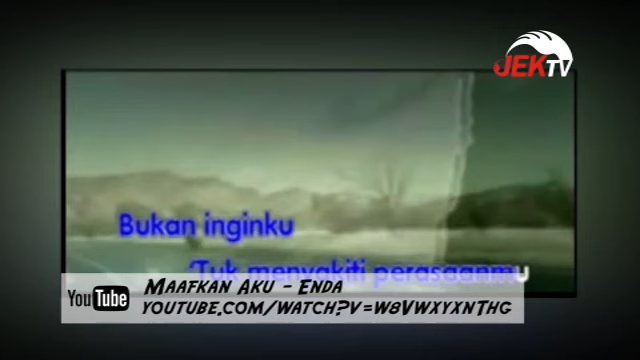 JEKTV
Bukan inginku
'Tuk menyakiti perasaanmu
YouTube
Maafkan Aku - Enda
youtube.com/watch?v=w8VwxyxnThg